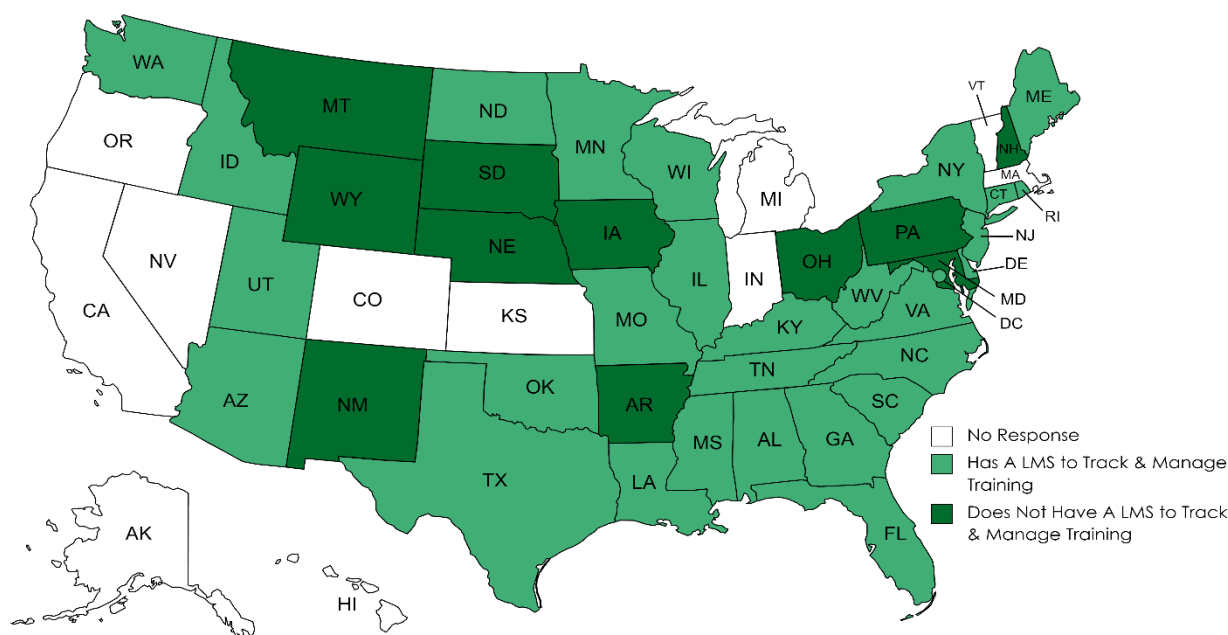 WA
MT
ND
MN
VT
ME
OR
ID
SD
WI
NY
NH
MA
WY
MI
CT
RI
IA
NE
PA
NJ
OH
NV
UT
IL
IN
DE
CO
WV
MD
CA
KS
MO
VA
DC
KY
NC
TN
OK
AZ
NM
AR
SC
MS
AL
GA
TX
LA
FL
AK
HI
No Response
Has A LMS to Track & Manage
Training
Does Not Have A LMS to Track
& Manage Training